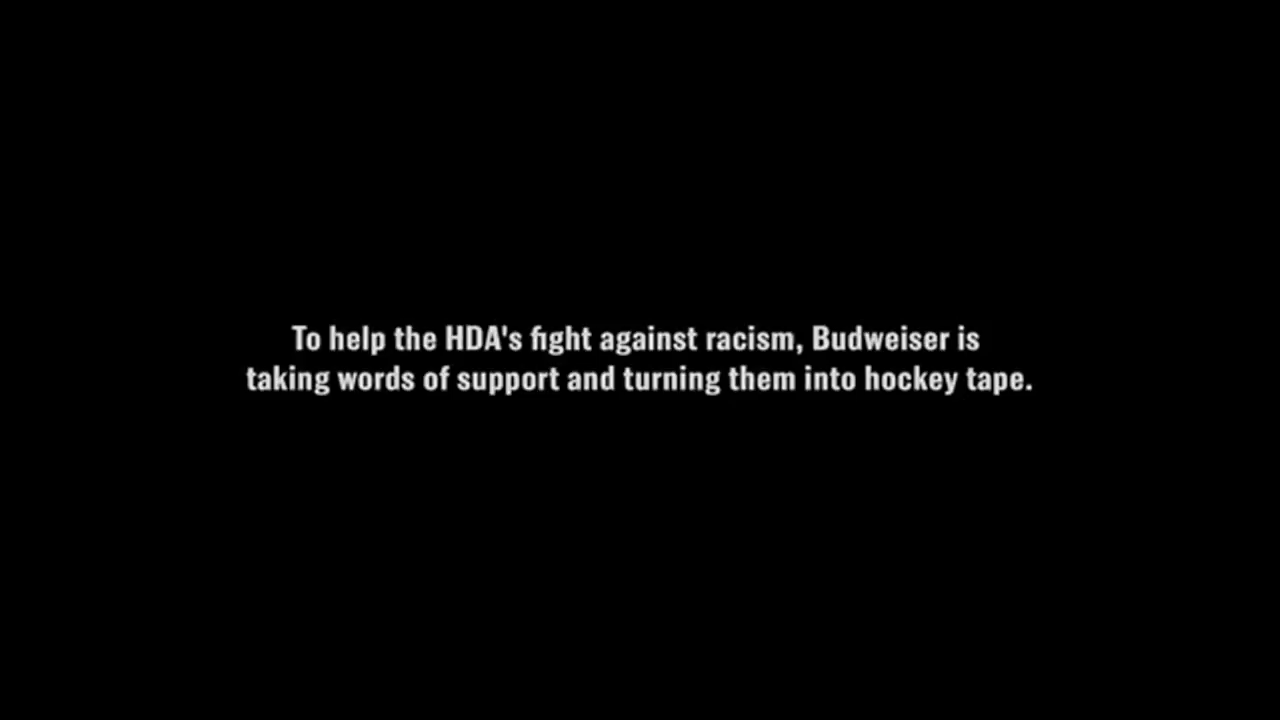 To help the HDA's fight against racism, Budweiser is
taking words of support and turning them into hockey tape.